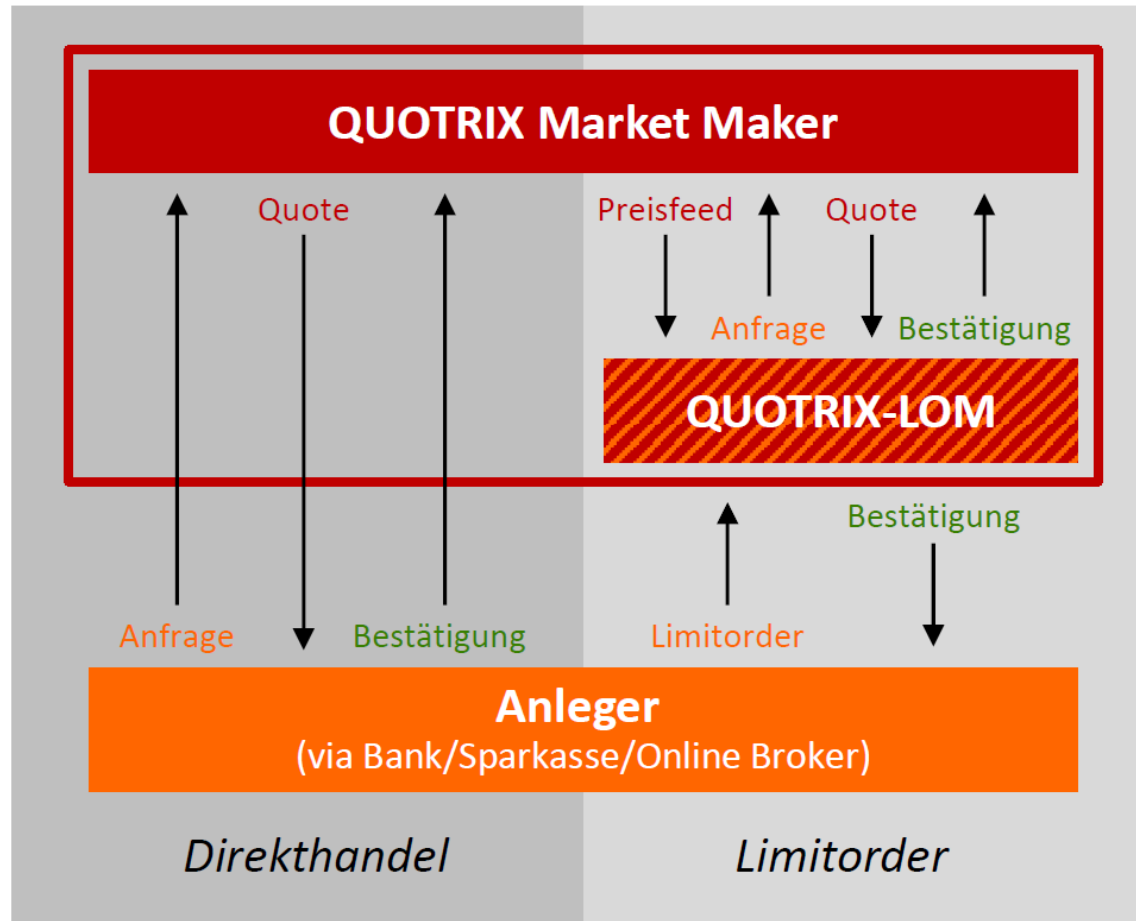 QUOTRIX Market Maker
Quote
Preisfeed
Quote
Anfrage
Bestätigung
QUOTRIX-LOM
Bestätigung
Anfrage
Bestätigung
Limitorder
Anleger
(via Bank/Sparkasse/Online Broker)
Direkthandel
Limitorder